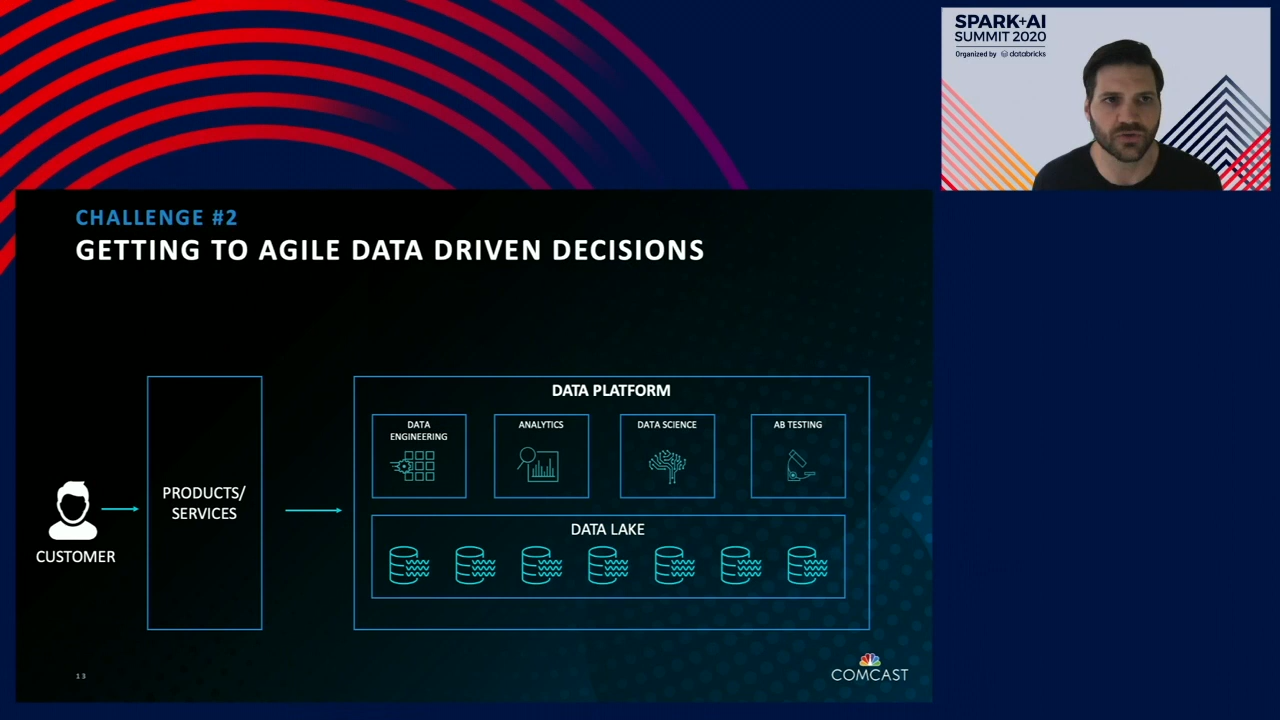 SPARK+AI
SUMMIT 2020
Organized by databricks
CHALLENGE #2
GETTING TO AGILE DATA DRIVEN DECISIONS
CUSTOMER
PRODUCTS/
SERVICES
DATA PLATFORM
DATA
ENGINEERING
ANALYTICS
DATA SCIENCE
AB TESTING
DATA LAKE
13
COMCAST